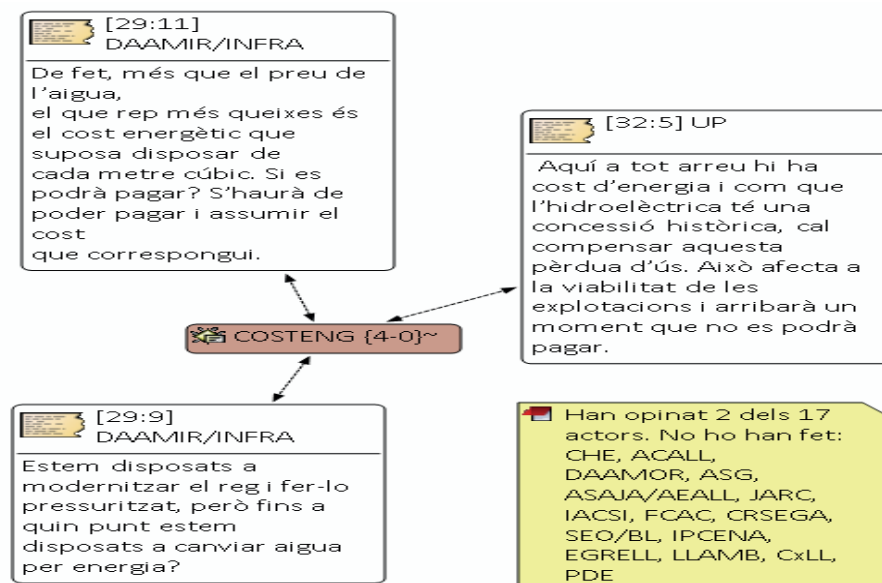 [29:11]
DAAMIR/INFRA
De fet, més que el preu de
l'aigua,
el que rep més queixes és
el cost energètic que
suposa disposar de
cada metre cúbic. Si es
podrà pagar? S'haurà de
poder pagar i assumir el
cost
que correspongui.
[32:5] UP
Aquí a tot arreu hi ha
cost d'energia i com que
l'hidroelèctrica té una
concessió històrica, cal
compensar aquesta
pèrdua d'ús. Això afecta a
la viabilitat de les
explotacions i arribarà un
moment que no es podrà
pagar.
COSTENG {4-0}~
[29:9]
DAAMIR/INFRA
Estem disposats a
modernitzar el reg i fer-lo
pressuritzat, però fins a
quin punt estem
disposats a canviar aigua
per energia?
Han opinat 2 dels 17
actors. No ho han fet:
CHE, ACALL,
DAAMOR, ASG,
ASAJA/AEALL, JARC,
IACSI, FCAC, CRSEGA,
SEO/BL, IPCENA,
EGRELL, LLAMB, CxLL,
PDE